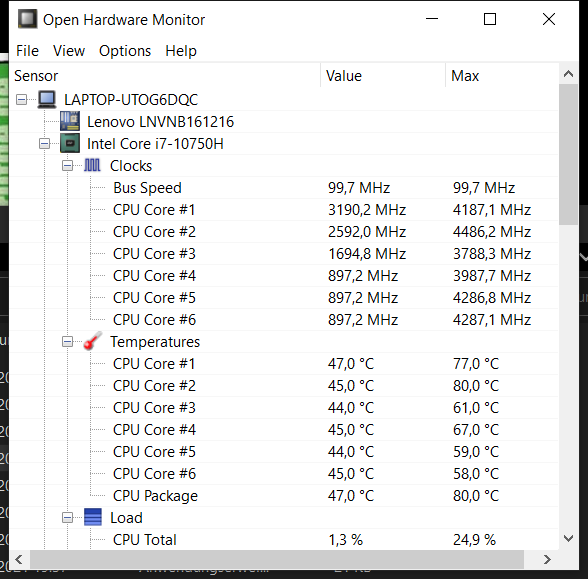 Open Hardware Monitor
File View Options Help
Sensor Value Max
LAPTOP-UTOG6DQC
Lenovo LNVNB161216
Intel Core i7-10750H
Clocks
Bus Speed 99,7 MHz 99,7 MHz
CPU Core #1 3190,2 MHz 4187,1 MHz
CPU Core #2 2592,0 MHz 4486,2 MHz
CPU Core #3 1694,8 MHz 3788,3 MHz
CPU Core #4 897,2 MHz 3987,7 MHz
CPU Core #5 897,2 MHz 4286,8 MHz
CPU Core #6 897,2 MHz 4287,1 MHz
Temperatures
CPU Core #1 47,0 °C 77,0 °C
CPU Core #2 45,0 °C 80,0 °C
CPU Core #3 44,0 °C 61,0 °C
CPU Core #4 45,0 °C 67,0 °C
CPU Core #5 44,0 °C 59,0 °C
CPU Core #6 45,0 °C 58,0 °C
CPU Package 47,0 °C 80,0 °C
Load
CPU Total 1,3 % 24,9 %